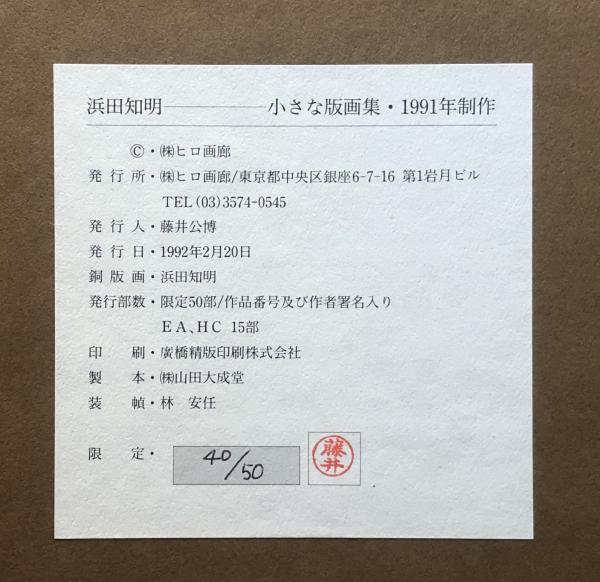 浜田知明――――小さな版画集・1991年制作
©・㈱ヒロ画廊
発行所・㈱ヒロ画廊/東京都中央区銀座6-7-16 第1岩月ビル
TEL (03)3574-0545
発行人・藤井公博
発行日・1992年2月20日
銅版画・浜田知明
発行部数・限定50部/作品番号及び作者署名入り
EA、HC 15部
印刷・廣橋精版印刷株式会社
製本・㈱山田大成堂
装幀・林 安任
限定・ 40/50 藤井